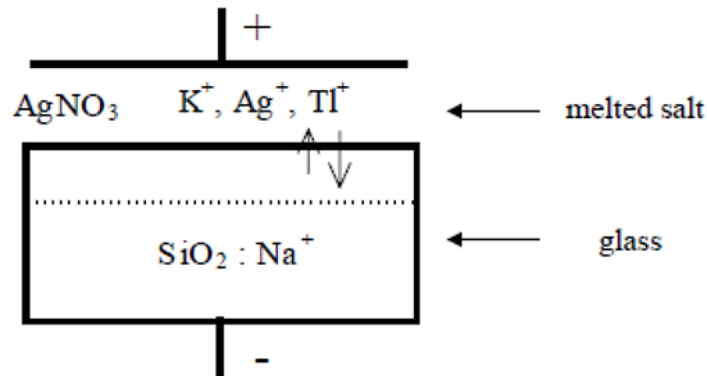 +
AgNO₃ K⁺, Ag⁺, Tl⁺ melted salt
SiO₂ : Na⁺ glass
-